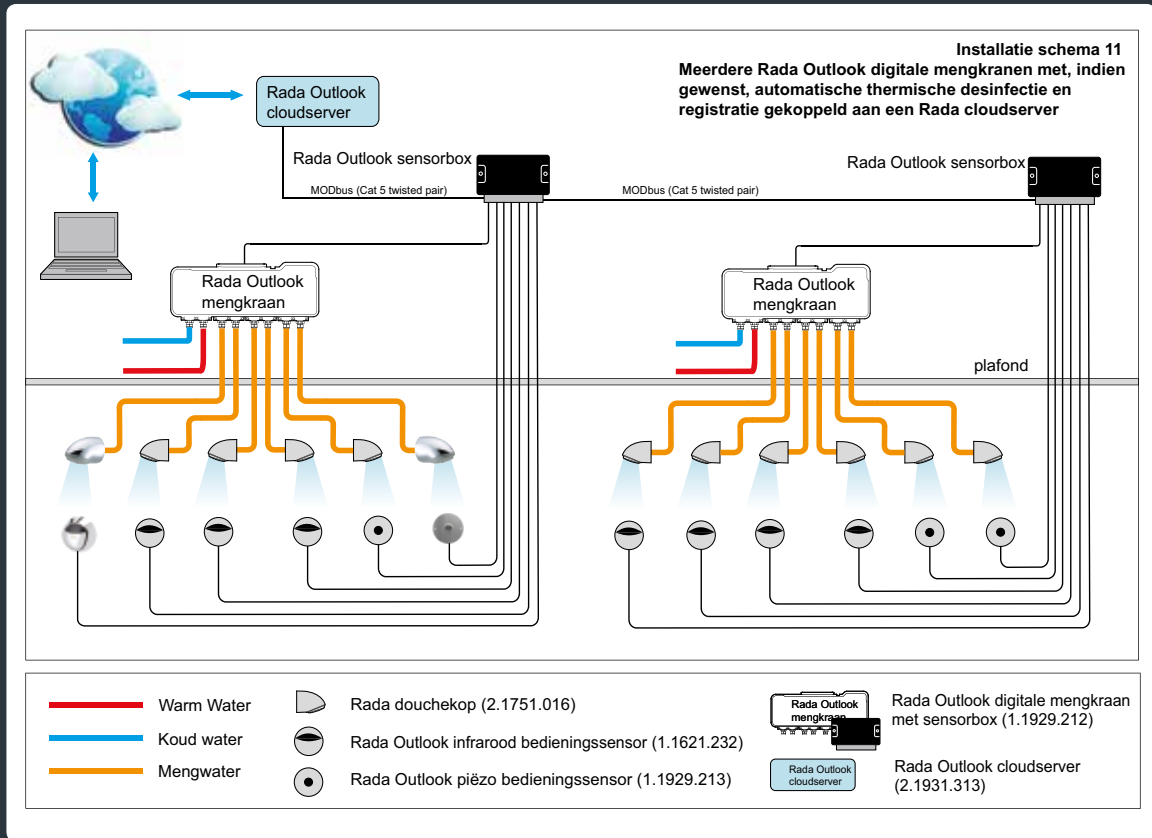 Installatie schema 11
Meerdere Rada Outlook digitale mengkranen met, indien
gewenst, automatische thermische desinfectie en
registratie gekoppeld aan een Rada cloudserver
Rada Outlook
cloudserver
Rada Outlook sensorbox
Rada Outlook sensorbox
MODbus (Cat 5 twisted pair)
MODbus (Cat 5 twisted pair)
Rada Outlook
mengkraan
Rada Outlook
mengkraan
plafond
Warm Water
Koud water
Mengwater
Rada douchekop (2.1751.016)
Rada Outlook infrarood bedieningssensor (1.1621.232)
Rada Outlook piëzo bedieningssensor (1.1929.213)
Rada Outlook
mengkraan
Rada Outlook digitale mengkraan
met sensorbox (1.1929.212)
Rada Outlook
cloudserver
Rada Outlook cloudserver
(2.1931.313)